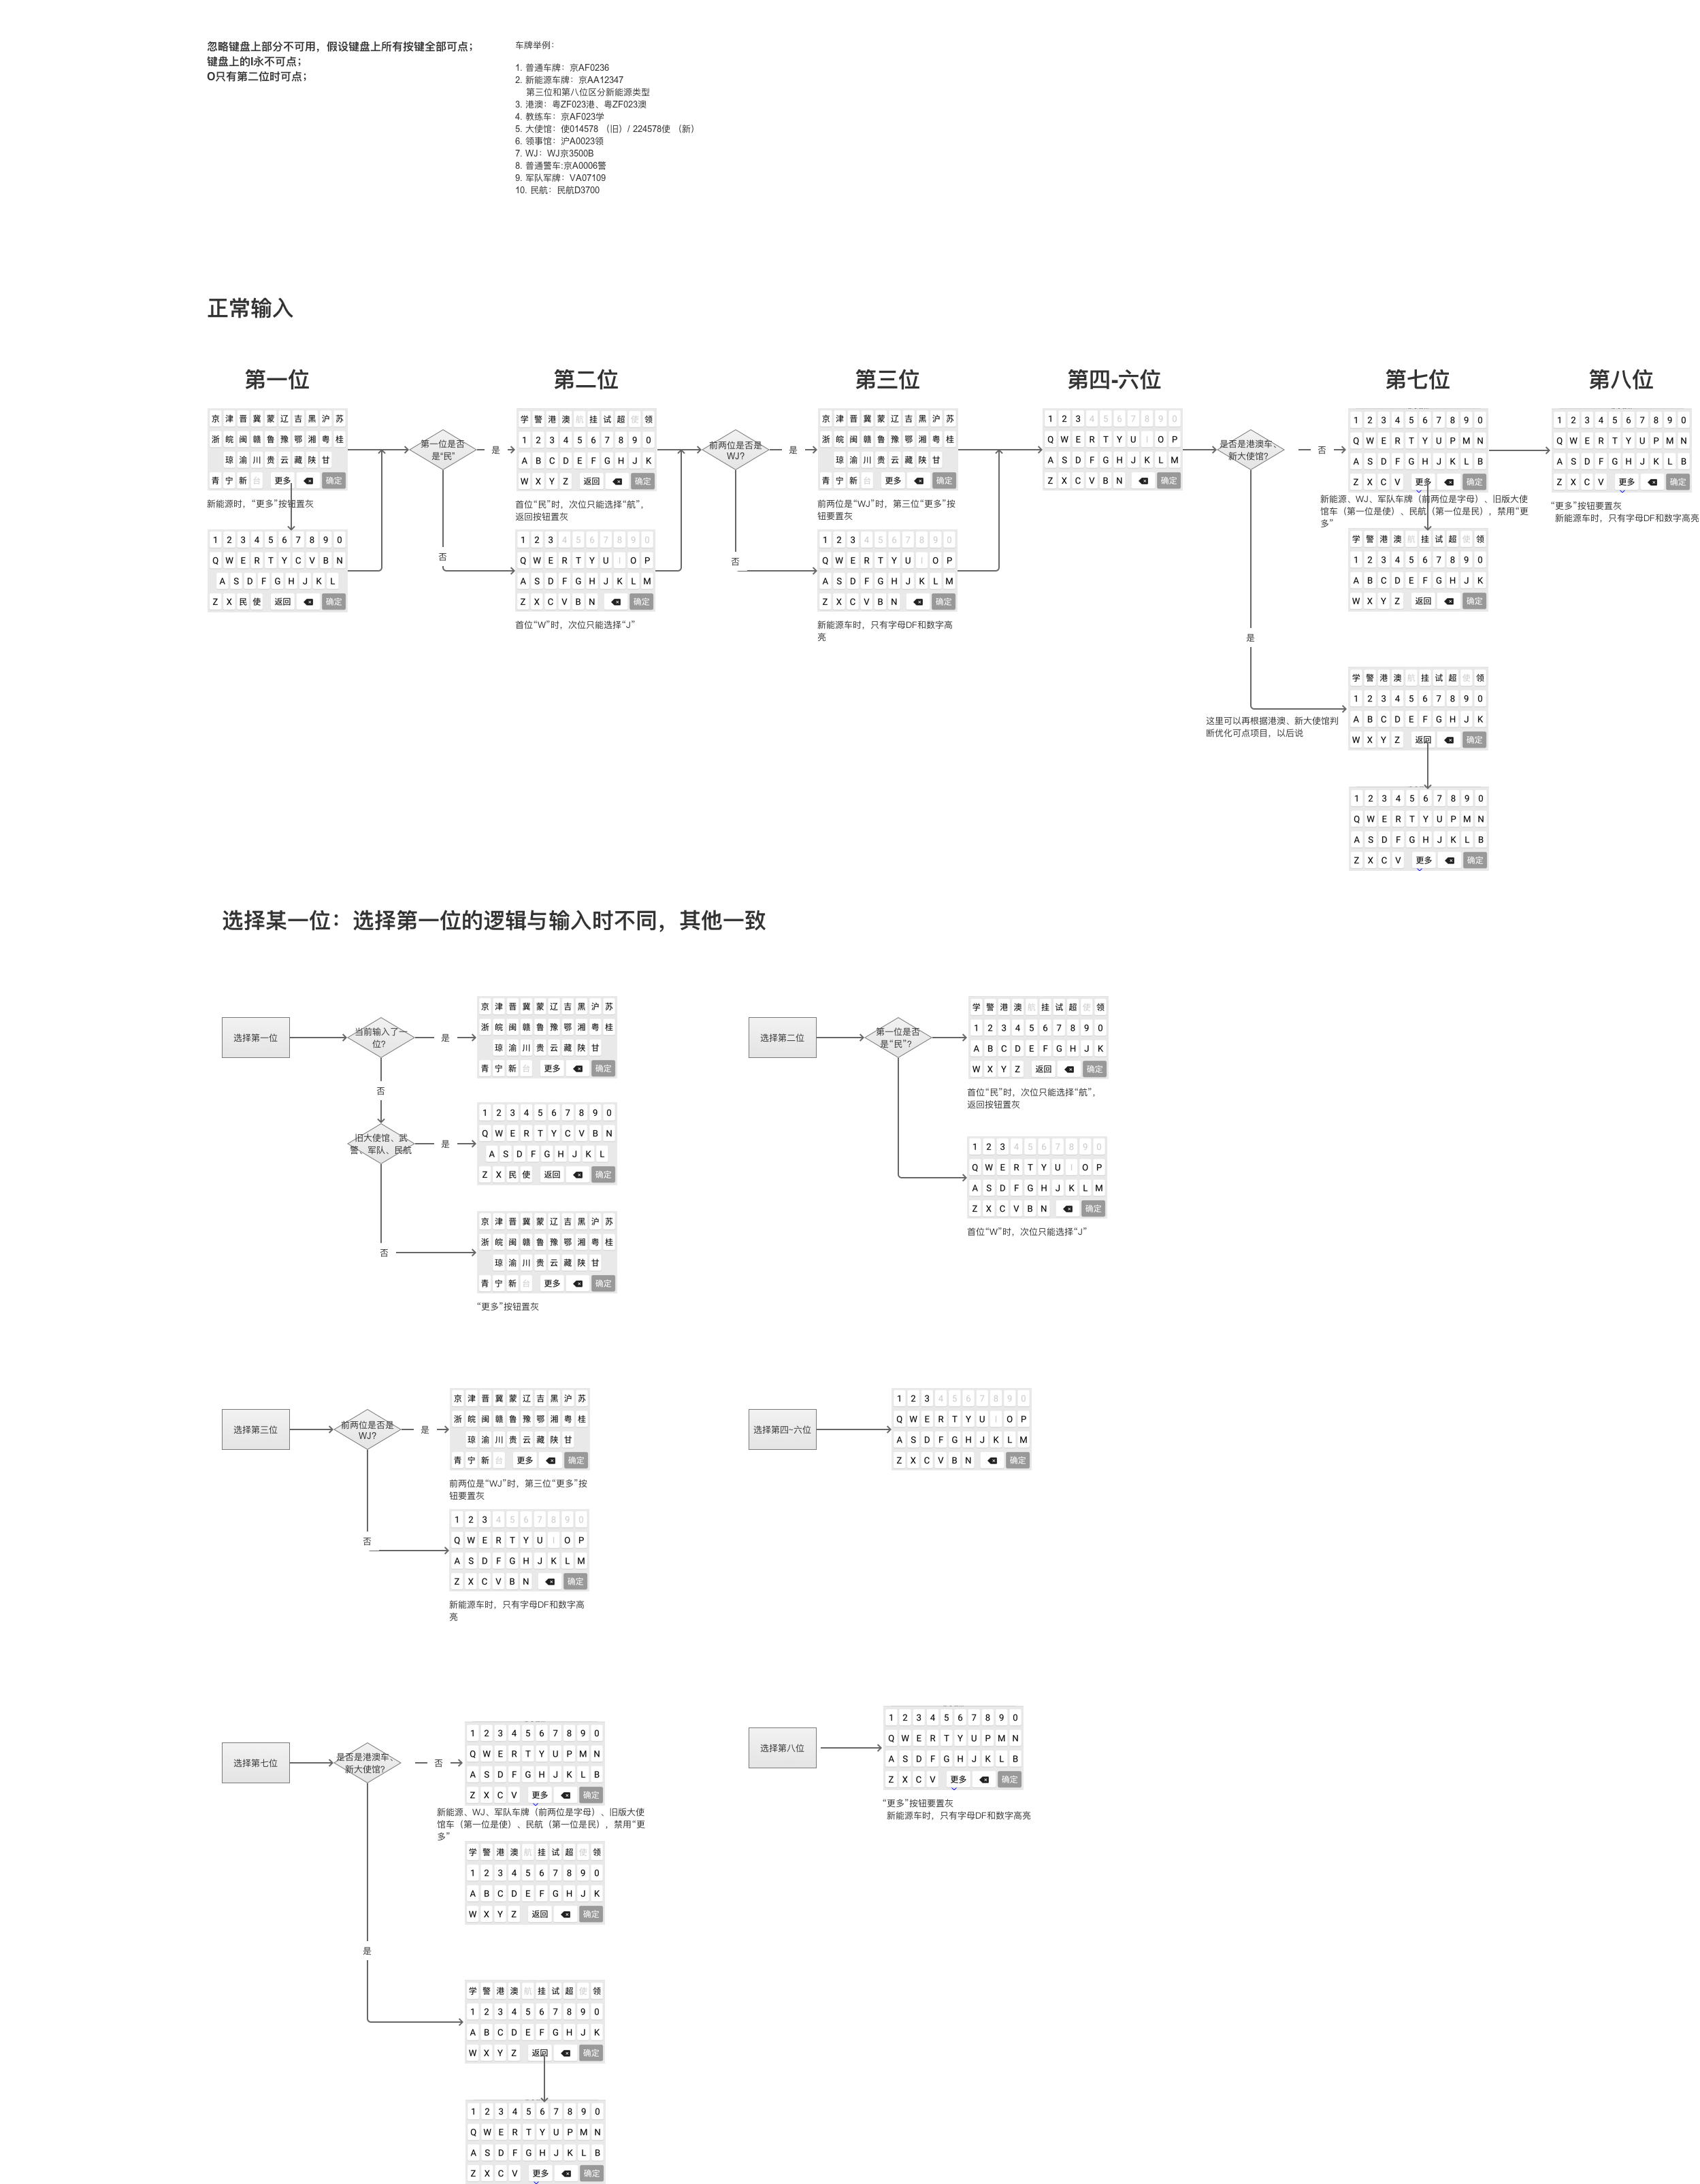 忽略键盘上部分不可用，假设键盘上所有按键全部可点；
键盘上的I永不可点；
O只有第二位时可点；
车牌举例：
1. 普通车牌：京AF0236
2. 新能源车牌：京AA12347
第三位和第八位区分新能源类型
3. 港澳：粤ZF023港、粤ZF023澳
4. 教练车：京AF023学
5. 大使馆：使014578 （旧）/ 224578使 （新）
6. 领事馆：沪A0023领
7. WJ：WJ京3500B
8. 普通警车:京A0006警
9. 军队军牌：VA07109
10. 民航：民航D3700
正常输入
第一位
第二位
第三位
第四-六位
第七位
第八位
京 津 晋 冀 蒙 辽 吉 黑 沪 苏
浙 皖 闽 赣 鲁 豫 鄂 湘 粤 桂
琼 渝 川 贵 云 藏 陕 甘
青 宁 新 台 更多 确定
新能源时，“更多”按钮置灰
1 2 3 4 5 6 7 8 9 0
Q W E R T Y C V B N
A S D F G H J K L
Z X 民 使 返回 确定
第一位是否
是“民”
是
否
学 警 港 澳 航 挂 试 超 使 领
1 2 3 4 5 6 7 8 9 0
A B C D E F G H J K
W X Y Z 返回 确定
首位“民”时，次位只能选择“航”，
返回按钮置灰
1 2 3 4 5 6 7 8 9 0
Q W E R T Y U I O P
A S D F G H J K L M
Z X C V B N 确定
首位“W”时，次位只能选择“J”
前两位是否是
WJ?
是
否
京 津 晋 冀 蒙 辽 吉 黑 沪 苏
浙 皖 闽 赣 鲁 豫 鄂 湘 粤 桂
琼 渝 川 贵 云 藏 陕 甘
青 宁 新 台 更多 确定
前两位是“WJ”时，第三位“更多”按
钮要置灰
1 2 3 4 5 6 7 8 9 0
Q W E R T Y U I O P
A S D F G H J K L M
Z X C V B N 确定
新能源车时，只有字母DF和数字高
亮
1 2 3 4 5 6 7 8 9 0
Q W E R T Y U I O P
A S D F G H J K L M
Z X C V B N 确定
是否是港澳车、
新大使馆?
否
是
1 2 3 4 5 6 7 8 9 0
Q W E R T Y U P M N
A S D F G H J K L B
Z X C V 更多 确定
新能源、WJ、军队车牌（前两位是字母）、旧版大使
馆车（第一位是使）、民航（第一位是民），禁用“更
多”
学 警 港 澳 航 挂 试 超 使 领
1 2 3 4 5 6 7 8 9 0
A B C D E F G H J K
W X Y Z 返回 确定
这里可以再根据港澳、新大使馆判
断优化可点项目，以后说
学 警 港 澳 航 挂 试 超 使 领
1 2 3 4 5 6 7 8 9 0
A B C D E F G H J K
W X Y Z 返回 确定
1 2 3 4 5 6 7 8 9 0
Q W E R T Y U P M N
A S D F G H J K L B
Z X C V 更多 确定
1 2 3 4 5 6 7 8 9 0
Q W E R T Y U P M N
A S D F G H J K L B
Z X C V 更多 确定
“更多”按钮要置灰
新能源车时，只有字母DF和数字高亮
选择某一位：选择第一位的逻辑与输入时不同，其他一致
选择第一位
当前输入了一
位?
是
京 津 晋 冀 蒙 辽 吉 黑 沪 苏
浙 皖 闽 赣 鲁 豫 鄂 湘 粤 桂
琼 渝 川 贵 云 藏 陕 甘
青 宁 新 台 更多 确定
否
旧大使馆、武
警、军队、民航
是
1 2 3 4 5 6 7 8 9 0
Q W E R T Y C V B N
A S D F G H J K L
Z X 民 使 返回 确定
否
京 津 晋 冀 蒙 辽 吉 黑 沪 苏
浙 皖 闽 赣 鲁 豫 鄂 湘 粤 桂
琼 渝 川 贵 云 藏 陕 甘
青 宁 新 台 更多 确定
“更多”按钮置灰
选择第二位
第一位是否
是“民”?
学 警 港 澳 航 挂 试 超 使 领
1 2 3 4 5 6 7 8 9 0
A B C D E F G H J K
W X Y Z 返回 确定
首位“民”时，次位只能选择“航”，
返回按钮置灰
1 2 3 4 5 6 7 8 9 0
Q W E R T Y U I O P
A S D F G H J K L M
Z X C V B N 确定
首位“W”时，次位只能选择“J”
选择第三位
前两位是否是
WJ?
是
京 津 晋 冀 蒙 辽 吉 黑 沪 苏
浙 皖 闽 赣 鲁 豫 鄂 湘 粤 桂
琼 渝 川 贵 云 藏 陕 甘
青 宁 新 台 更多 确定
前两位是“WJ”时，第三位“更多”按
钮要置灰
否
1 2 3 4 5 6 7 8 9 0
Q W E R T Y U I O P
A S D F G H J K L M
Z X C V B N 确定
新能源车时，只有字母DF和数字高
亮
选择第四-六位
1 2 3 4 5 6 7 8 9 0
Q W E R T Y U I O P
A S D F G H J K L M
Z X C V B N 确定
选择第七位
是否是港澳车、
新大使馆?
否
1 2 3 4 5 6 7 8 9 0
Q W E R T Y U P M N
A S D F G H J K L B
Z X C V 更多 确定
新能源、WJ、军队车牌（前两位是字母）、旧版大使
馆车（第一位是使）、民航（第一位是民），禁用“更
多”
学 警 港 澳 航 挂 试 超 使 领
1 2 3 4 5 6 7 8 9 0
A B C D E F G H J K
W X Y Z 返回 确定
是
学 警 港 澳 航 挂 试 超 使 领
1 2 3 4 5 6 7 8 9 0
A B C D E F G H J K
W X Y Z 返回 确定
1 2 3 4 5 6 7 8 9 0
Q W E R T Y U P M N
A S D F G H J K L B
Z X C V 更多 确定
选择第八位
1 2 3 4 5 6 7 8 9 0
Q W E R T Y U P M N
A S D F G H J K L B
Z X C V 更多 确定
“更多”按钮要置灰
新能源车时，只有字母DF和数字高亮